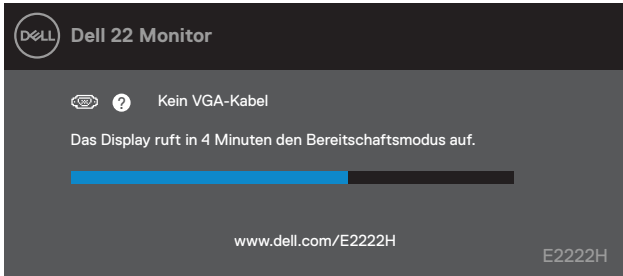 DELL Dell 22 Monitor
? Kein VGA-Kabel
Das Display ruft in 4 Minuten den Bereitschaftsmodus auf.
www.dell.com/E2222H
E2222H